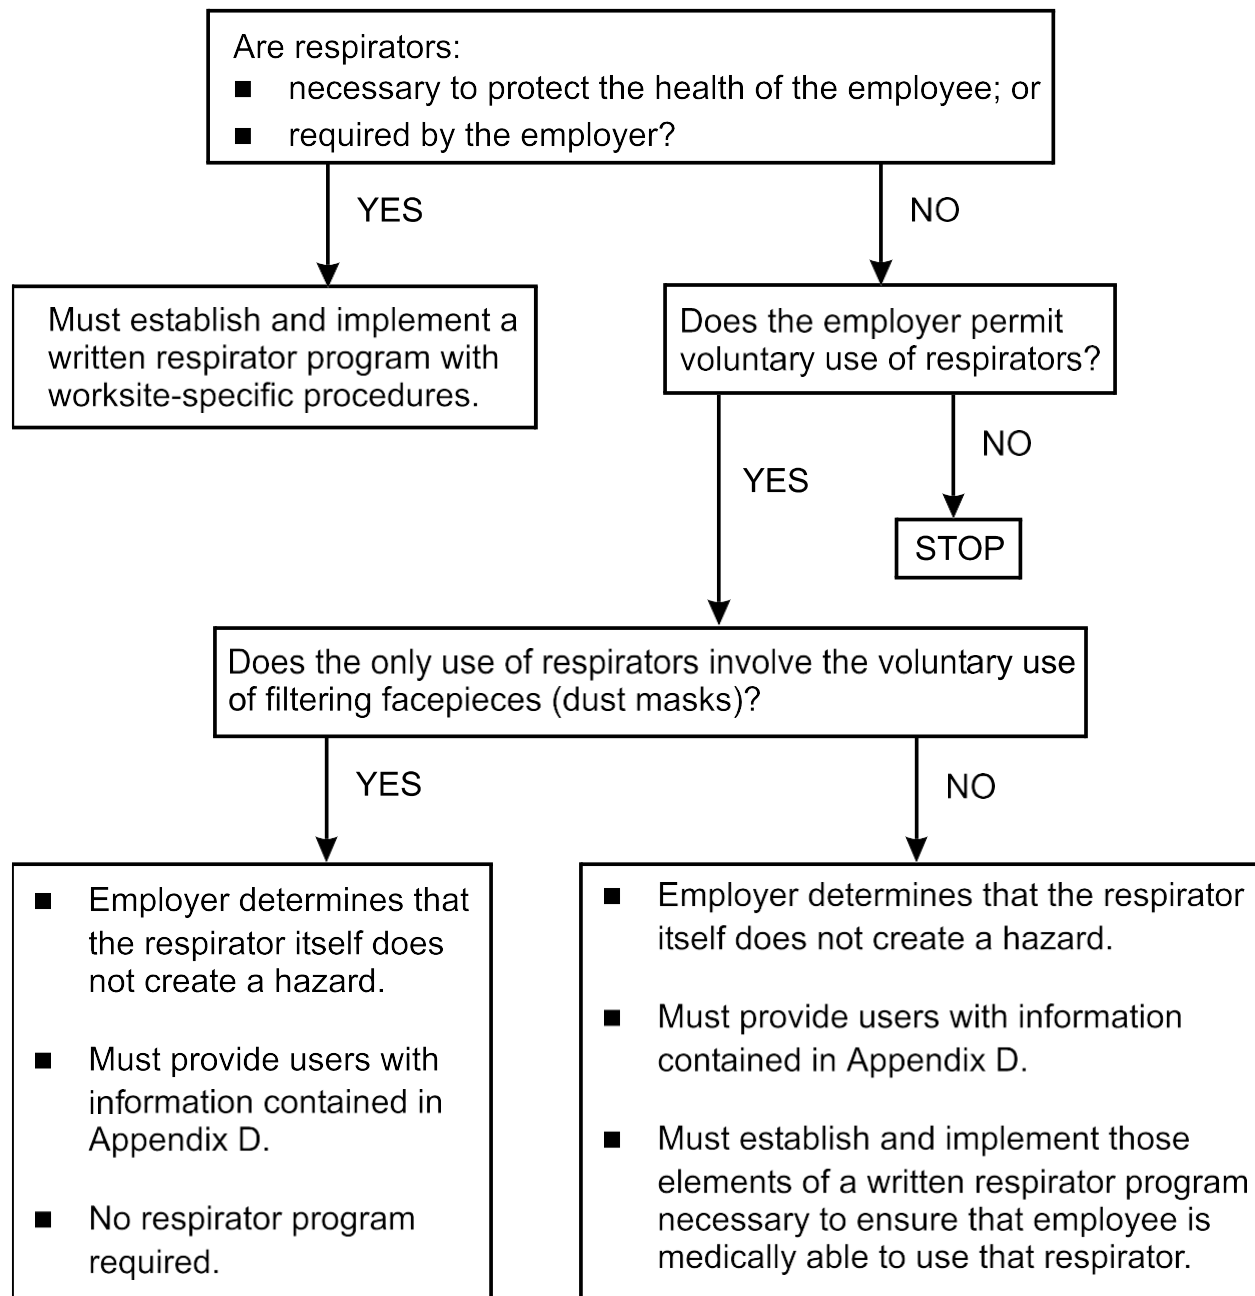 Are respirators:
■ necessary to protect the health of the employee; or
■ required by the employer?
YES
NO
Must establish and implement a
written respirator program with
worksite-specific procedures.
Does the employer permit
voluntary use of respirators?
YES
NO
STOP
Does the only use of respirators involve the voluntary use
of filtering facepieces (dust masks)?
YES
NO
■ Employer determines that
the respirator itself does
not create a hazard.
■ Must provide users with
information contained in
Appendix D.
■ No respirator program
required.
■ Employer determines that the respirator
itself does not create a hazard.
■ Must provide users with information
contained in Appendix D.
■ Must establish and implement those
elements of a written respirator program
necessary to ensure that employee is
medically able to use that respirator.